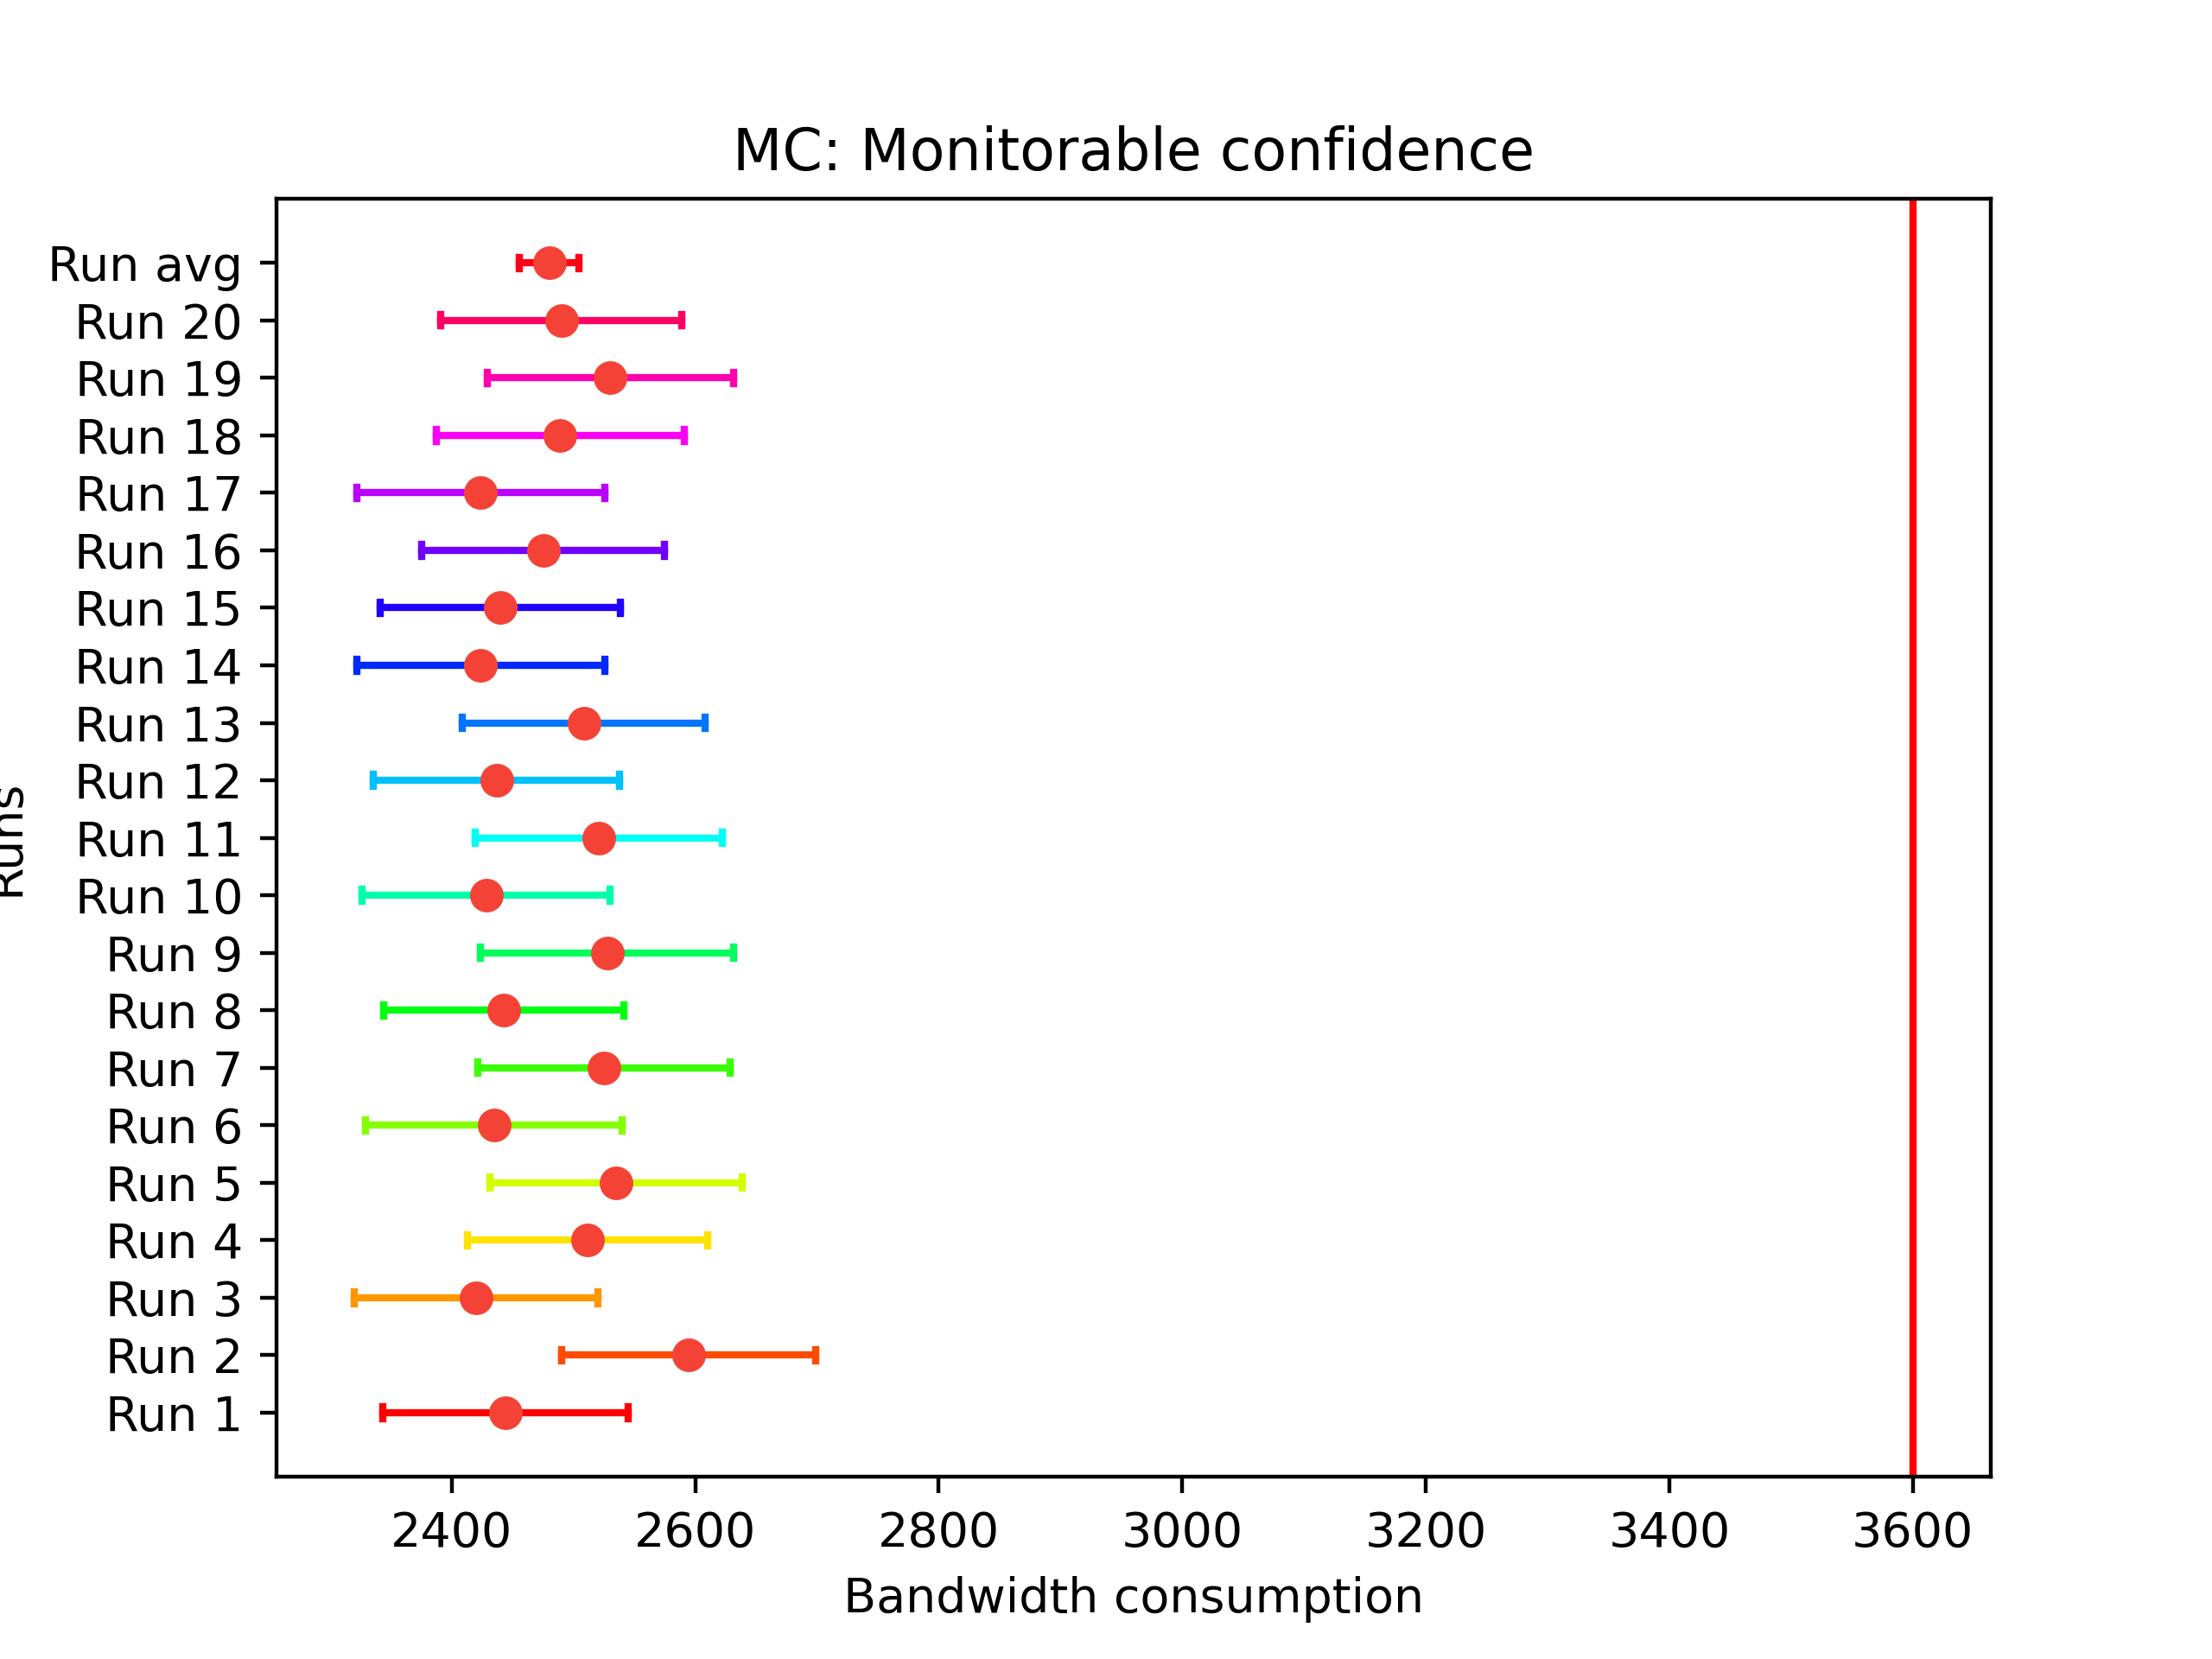 MC: Monitorable confidence
Run avg
Run 20
Run 19
Run 18
Run 17
Run 16
Run 15
Run 14
Run 13
Run 12
Run 11
Run 10
Run 9
Run 8
Run 7
Run 6
Run 5
Run 4
Run 3
Run 2
Run 1
Runs
2400 2600 2800 3000 3200 3400 3600
Bandwidth consumption